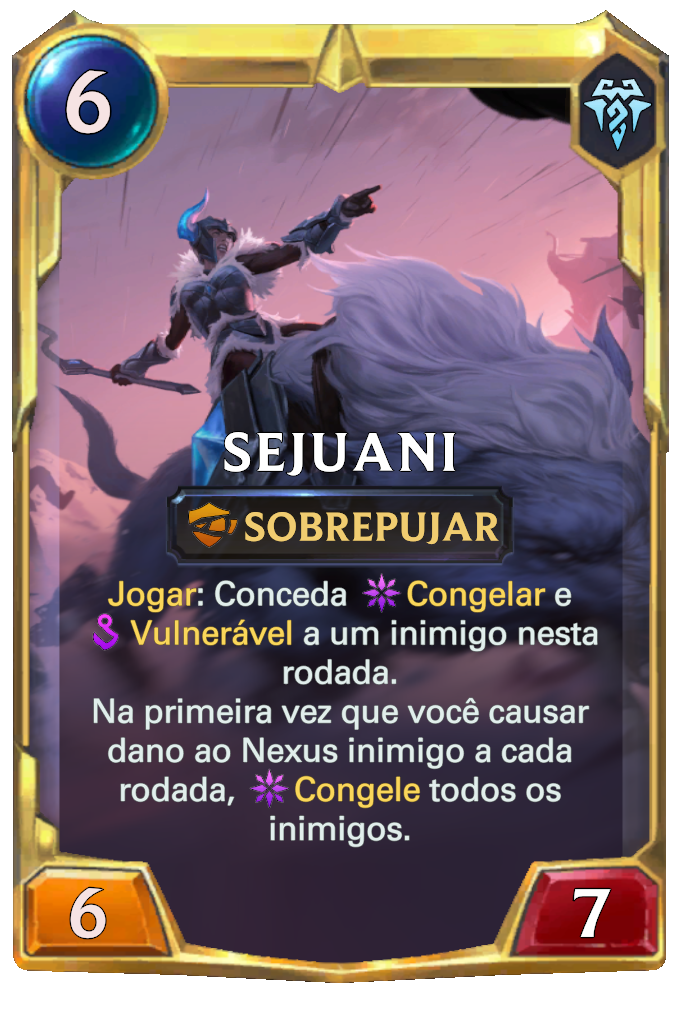 6
SEJUANI
SOBREPUJAR
Jogar: Conceda Congelar e
Vulnerável a um inimigo nesta
rodada.
Na primeira vez que você causar
dano ao Nexus inimigo a cada
rodada, Congele todos os
inimigos.
6
7